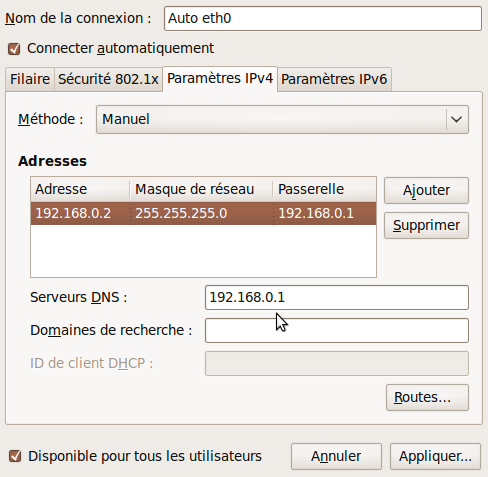 Nom de la connexion : Auto eth0
Connecter automatiquement
Filaire Sécurité 802.1x Paramètres IPv4 Paramètres IPv6
Méthode : Manuel
Adresses
Adresse Masque de réseau Passerelle Ajouter
192.168.0.2 255.255.255.0 192.168.0.1
Supprimer
Serveurs DNS : 192.168.0.1
Domaines de recherche :
ID de client DHCP :
Routes...
Disponible pour tous les utilisateurs Annuler Appliquer...